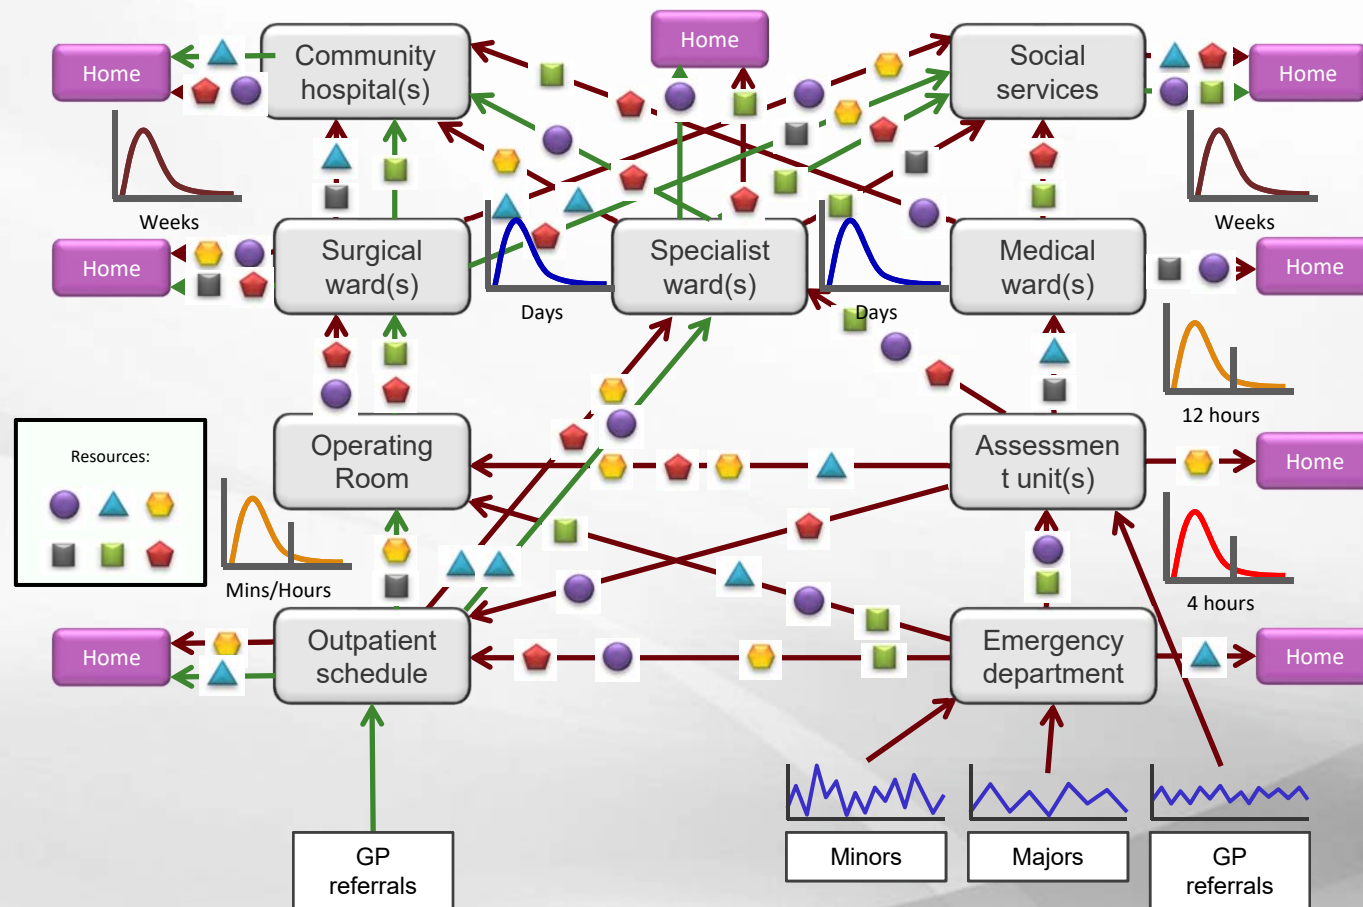 Home
Community
hospital(s)
Home
Social
services
Home
Weeks
Weeks
Home
Surgical
ward(s)
Specialist
ward(s)
Medical
ward(s)
Home
Days
Days
12 hours
Resources:
Operating
Room
Assessmen
t unit(s)
Home
Mins/Hours
4 hours
Home
Outpatient
schedule
Emergency
department
Home
GP
referrals
Minors
Majors
GP
referrals